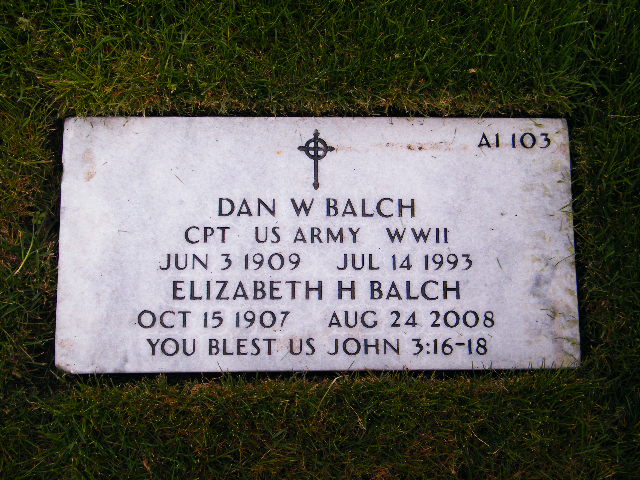 A1 103
DAN W BALCH
CPT US ARMY WWII
JUN 3 1909 JUL 14 1993
ELIZABETH H BALCH
OCT 15 1907 AUG 24 2008
YOU BLEST US JOHN 3:16-18